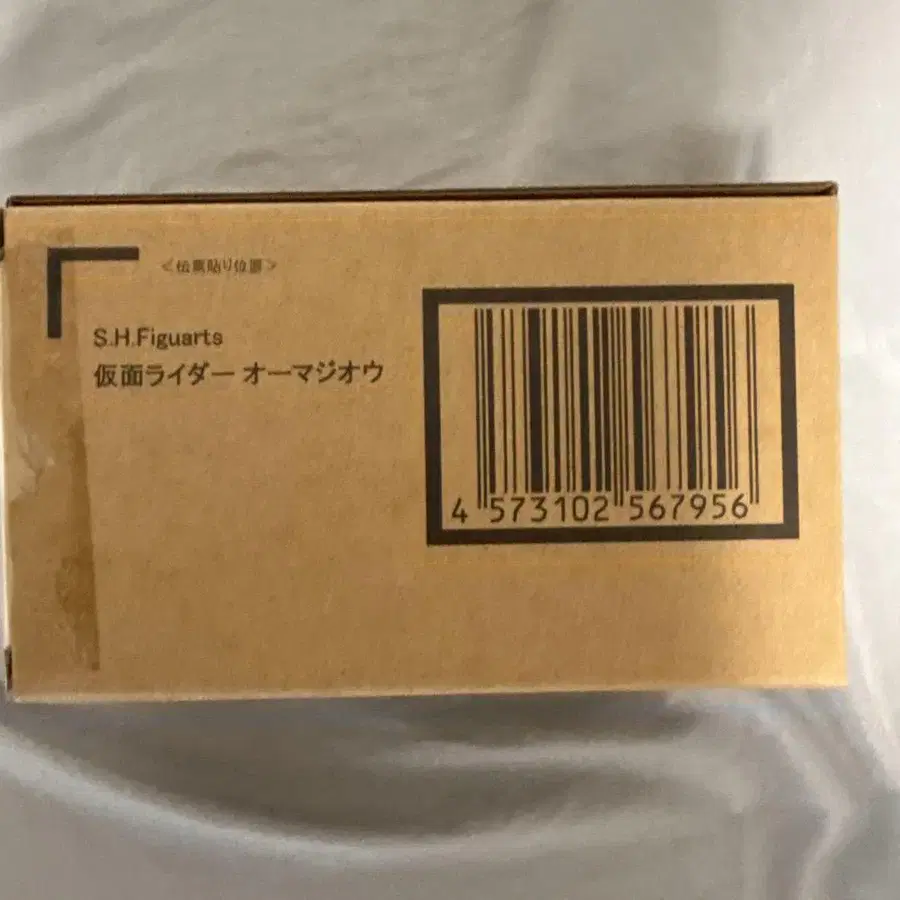 ≪伝票貼り位置≫
S.H.Figuarts
仮面ライダー オーマジオウ
4 573102 567956